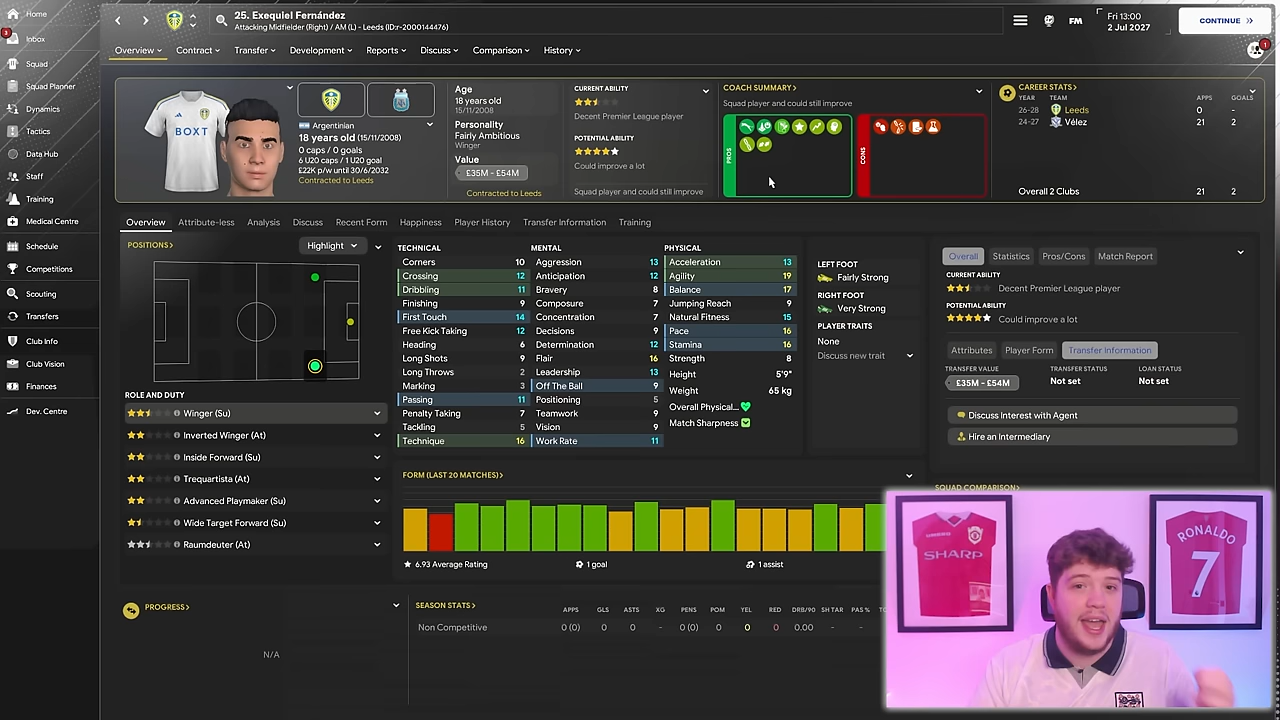 Home
3
Inbox
Squad
Squad Planner
Dynamics
Tactics
Data Hub
Staff
Training
Medical Centre
Schedule
Competitions
Scouting
Transfers
Club Info
Club Vision
Finances
Dev. Centre
25. Exequiel Fernández
Attacking Midfielder (Right) / AM (L) - Leeds (ID:r-2000164476)
FM
Fri 13:00
2 Jul 2027
CONTINUE
1
Overview Contract Transfer Development Reports Discuss Comparison History
BOXT
Argentinian
18 years old (15/11/2008)
0 caps / 0 goals
6 U20 caps / 1 U20 goal
£22K p/w until 30/6/2032
Contracted to Leeds
Age
18 years old
15/11/2008
Personality
Fairly Ambitious
Winger
Value
£35M - £54M
Contracted to Leeds
CURRENT ABILITY
Decent Premier League player
POTENTIAL ABILITY
Could improve a lot
Squad player and could still improve
COACH SUMMARY
Squad player and could still improve
PROS
CONS
CAREER STATS
YEAR TEAM APPS GOALS
26-28 Leeds 0 -
24-27 Vélez 21 2
Overall 2 Clubs 21 2
Overview Attribute-less Analysis Discuss Recent Form Happiness Player History Transfer Information Training
POSITIONS
Highlight
ROLE AND DUTY
Winger (Su)
Inverted Winger (At)
Inside Forward (Su)
Trequartista (At)
Advanced Playmaker (Su)
Wide Target Forward (Su)
Raumdeuter (At)
TECHNICAL
Corners 10
Crossing 12
Dribbling 11
Finishing 9
First Touch 14
Free Kick Taking 12
Heading 6
Long Shots 9
Long Throws 2
Marking 3
Passing 11
Penalty Taking 7
Tackling 5
Technique 16
MENTAL
Aggression 13
Anticipation 12
Bravery 8
Composure 7
Concentration 7
Decisions 9
Determination 12
Flair 16
Leadership 13
Off The Ball 9
Positioning 5
Teamwork 9
Vision 9
Work Rate 11
PHYSICAL
Acceleration 13
Agility 19
Balance 17
Jumping Reach 9
Natural Fitness 15
Pace 16
Stamina 16
Strength 8
Height 5'9"
Weight 65 kg
Overall Physical...
Match Sharpness
LEFT FOOT
Fairly Strong
RIGHT FOOT
Very Strong
PLAYER TRAITS
None
Discuss new trait
Overall Statistics Pros/Cons Match Report
CURRENT ABILITY
Decent Premier League player
POTENTIAL ABILITY
Could improve a lot
Attributes Player Form Transfer Information
TRANSFER VALUE TRANSFER STATUS LOAN STATUS
£35M - £54M Not set Not set
Discuss Interest with Agent
Hire an Intermediary
SQUAD COMPARISON
FORM (LAST 20 MATCHES)
6.93 Average Rating 1 goal 1 assist
PROGRESS
N/A
SEASON STATS
APPS GLS ASTS XG PENS POM YEL RED DRB/90 SH TAR PAS %
Non Competitive 0 (0) 0 0 - 0 (0) 0 0 0 0.00 - -
SHARP
RONALDO
7